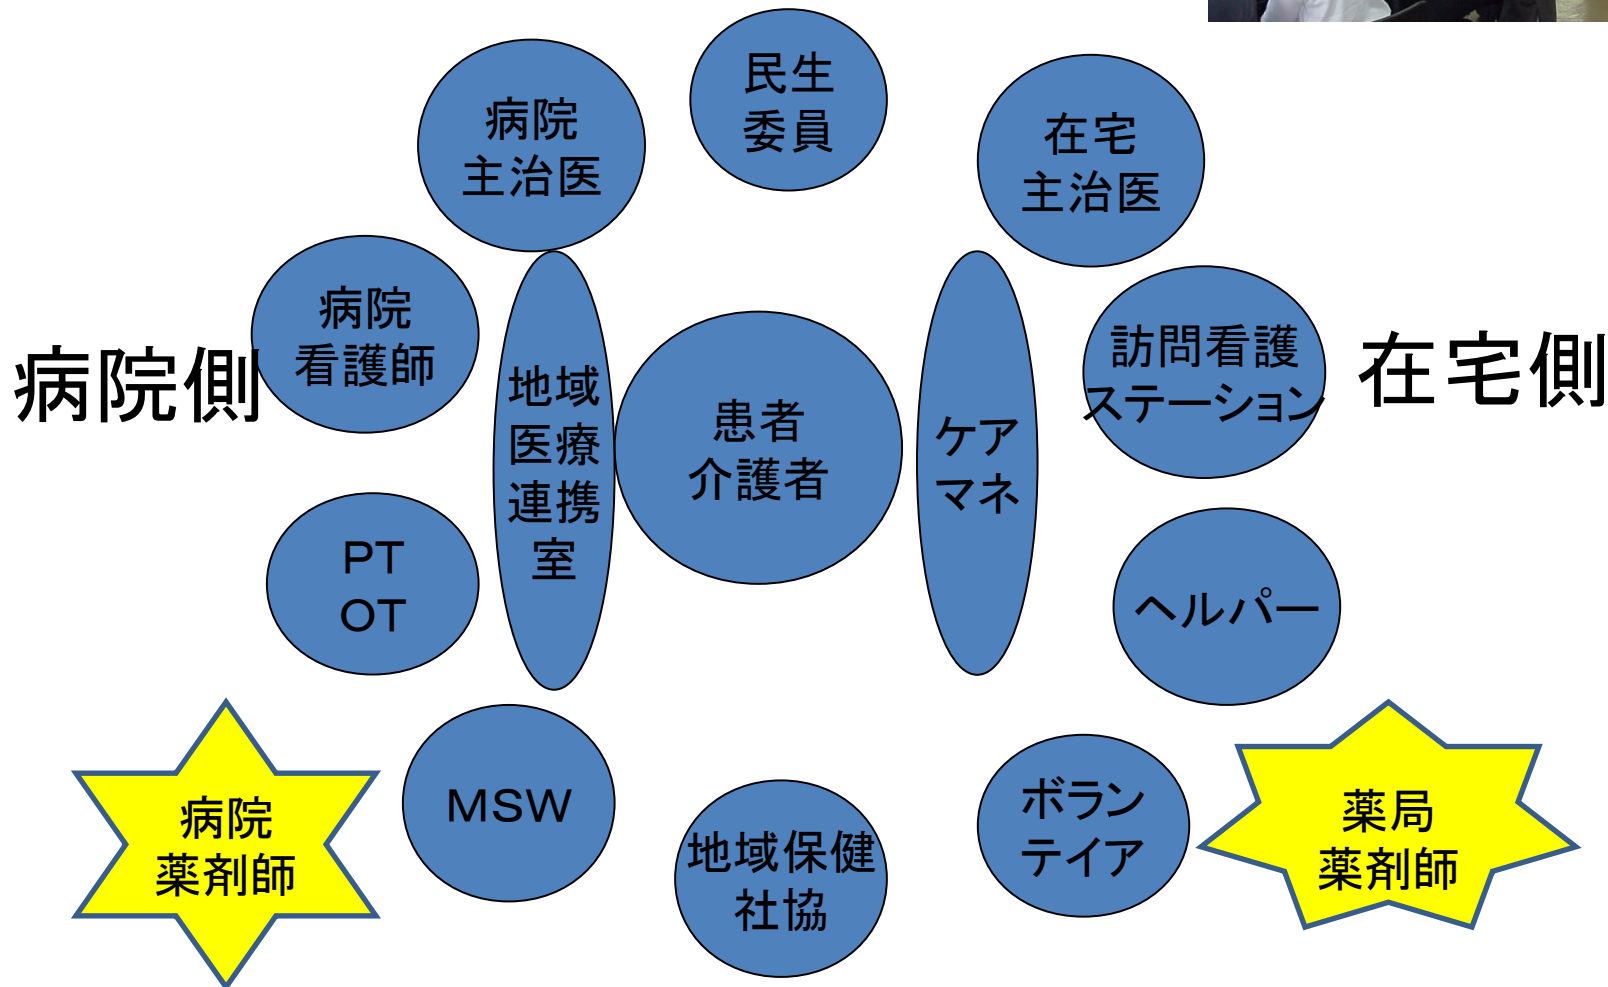 民生
委員
病院
主治医
在宅
主治医
病院
看護師
訪問看護
ステーション
病院側
在宅側
地域
医療
連携
室
患者
介護者
ケア
マネ
PT
OT
ヘルパー
病院
薬剤師
MSW
地域保健
社協
ボラン
テイア
薬局
薬剤師